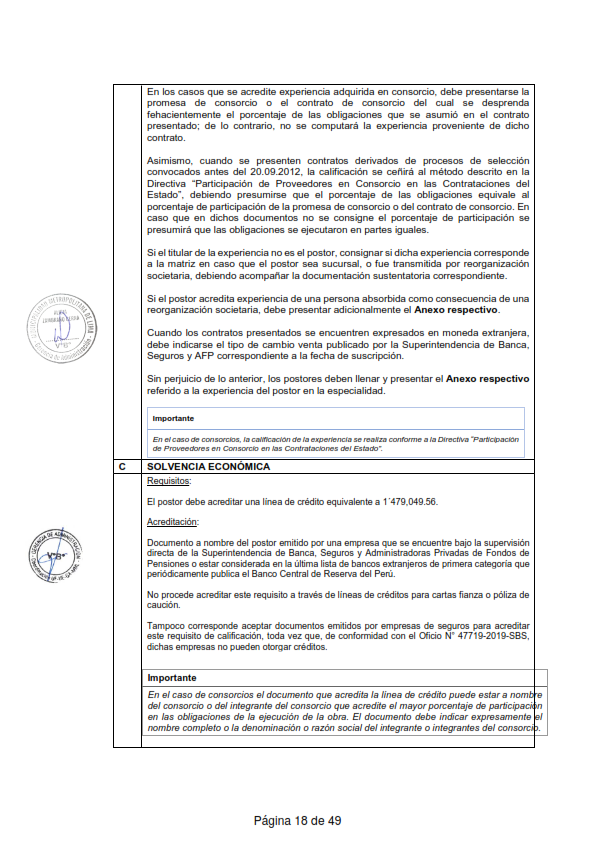 En los casos que se acredite experiencia adquirida en consorcio, debe presentarse la
promesa de consorcio o el contrato de consorcio del cual se desprenda
fehacientemente el porcentaje de las obligaciones que se asumió en el contrato
presentado; de lo contrario, no se computará la experiencia proveniente de dicho
contrato.
Asimismo, cuando se presenten contratos derivados de procesos de selección
convocados antes del 20.09.2012, la calificación se ceñirá al método descrito en la
Directiva “Participación de Proveedores en Consorcio en las Contrataciones del
Estado”, debiendo presumirse que el porcentaje de las obligaciones equivale al
porcentaje de participación de la promesa de consorcio o del contrato de consorcio. En
caso que en dichos documentos no se consigne el porcentaje de participación se
presumirá que las obligaciones se ejecutaron en partes iguales.
Si el titular de la experiencia no es el postor, consignar si dicha experiencia corresponde
a la matriz en caso que el postor sea sucursal, o fue transmitida por reorganización
societaria, debiendo acompañar la documentación sustentatoria correspondiente.
Si el postor acredita experiencia de una persona absorbida como consecuencia de una
reorganización societaria, debe presentar adicionalmente el Anexo respectivo.
Cuando los contratos presentados se encuentren expresados en moneda extranjera,
debe indicarse el tipo de cambio venta publicado por la Superintendencia de Banca,
Seguros y AFP correspondiente a la fecha de suscripción.
Sin perjuicio de lo anterior, los postores deben llenar y presentar el Anexo respectivo
referido a la experiencia del postor en la especialidad.
Importante
En el caso de consorcios, la calificación de la experiencia se realiza conforme a la Directiva “Participación
de Proveedores en Consorcio en las Contrataciones del Estado”.
C SOLVENCIA ECONÓMICA
Requisitos:
El postor debe acreditar una línea de crédito equivalente a 1´479,049.56.
Acreditación:
Documento a nombre del postor emitido por una empresa que se encuentre bajo la supervisión
directa de la Superintendencia de Banca, Seguros y Administradoras Privadas de Fondos de
Pensiones o estar considerada en la última lista de bancos extranjeros de primera categoría que
periódicamente publica el Banco Central de Reserva del Perú.
No procede acreditar este requisito a través de líneas de créditos para cartas fianza o póliza de
caución.
Tampoco corresponde aceptar documentos emitidos por empresas de seguros para acreditar
este requisito de calificación, toda vez que, de conformidad con el Oficio N° 47719-2019-SBS,
dichas empresas no pueden otorgar créditos.
Importante
En el caso de consorcios el documento que acredita la línea de crédito puede estar a nombre
del consorcio o del integrante del consorcio que acredite el mayor porcentaje de participación
en las obligaciones de la ejecución de la obra. El documento debe indicar expresamente el
nombre completo o la denominación o razón social del integrante o integrantes del consorcio.
GERENCIA DE ADMINISTRACIÓN
V°B°
Página 18 de 49